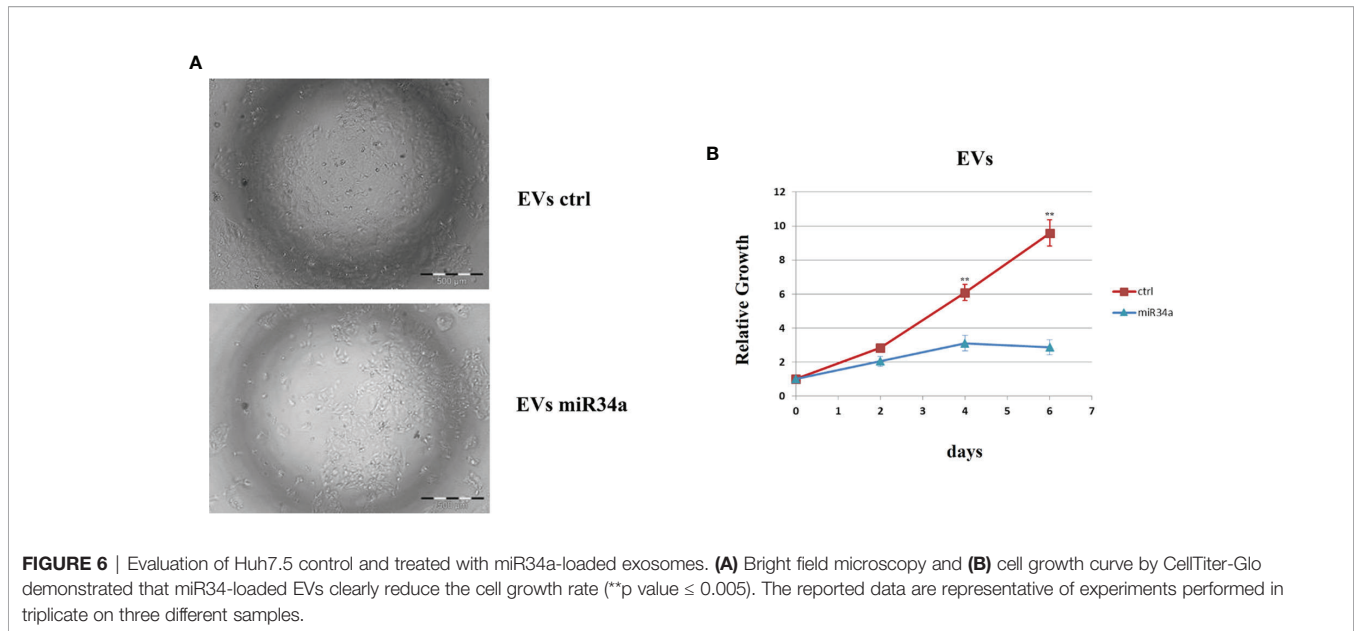 A
500 µm
EVs ctrl
500 µm
EVs miR34a
B
EVs
Relative Growth
12
10
8
6
4
2
0
**
**
0 1 2 3 4 5 6 7
days
ctrl
miR34a
FIGURE 6 | Evaluation of Huh7.5 control and treated with miR34a-loaded exosomes. (A) Bright field microscopy and (B) cell growth curve by CellTiter-Glo
demonstrated that miR34-loaded EVs clearly reduce the cell growth rate (**p value ≤ 0.005). The reported data are representative of experiments performed in
triplicate on three different samples.